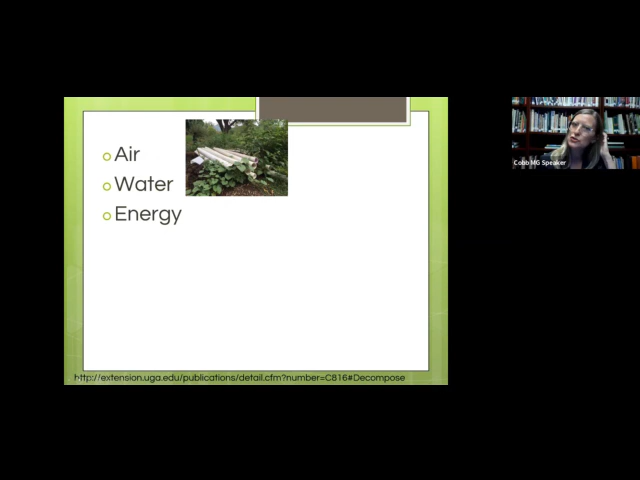 Air
Water
Energy
http://extension.uga.edu/publications/detail.cfm?number=C816#Decompose
Cobb MG Speaker